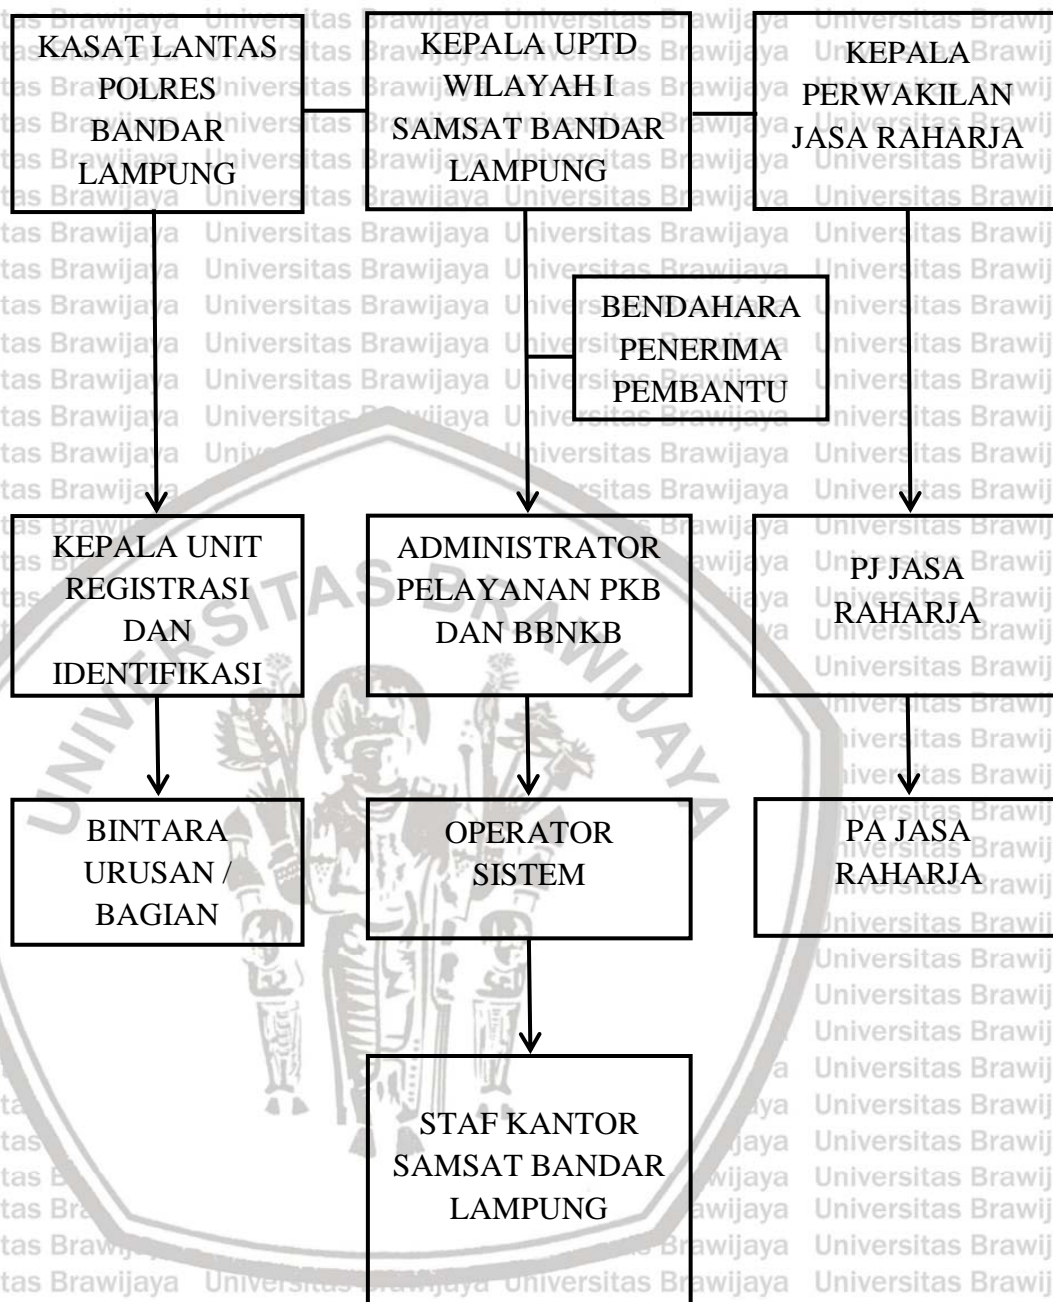 KASAT LANTAS
POLRES
BANDAR
LAMPUNG
KEPALA UPTD
WILAYAH I
SAMSAT BANDAR
LAMPUNG
KEPALA
PERWAKILAN
JASA RAHARJA
BENDAHARA
PENERIMA
PEMBANTU
KEPALA UNIT
REGISTRASI
DAN
IDENTIFIKASI
ADMINISTRATOR
PELAYANAN PKB
DAN BBNKB
PJ JASA
RAHARJA
BINTARA
URUSAN /
BAGIAN
OPERATOR
SISTEM
PA JASA
RAHARJA
STAF KANTOR
SAMSAT BANDAR
LAMPUNG
UNIVERSITAS BRAWIJAYA